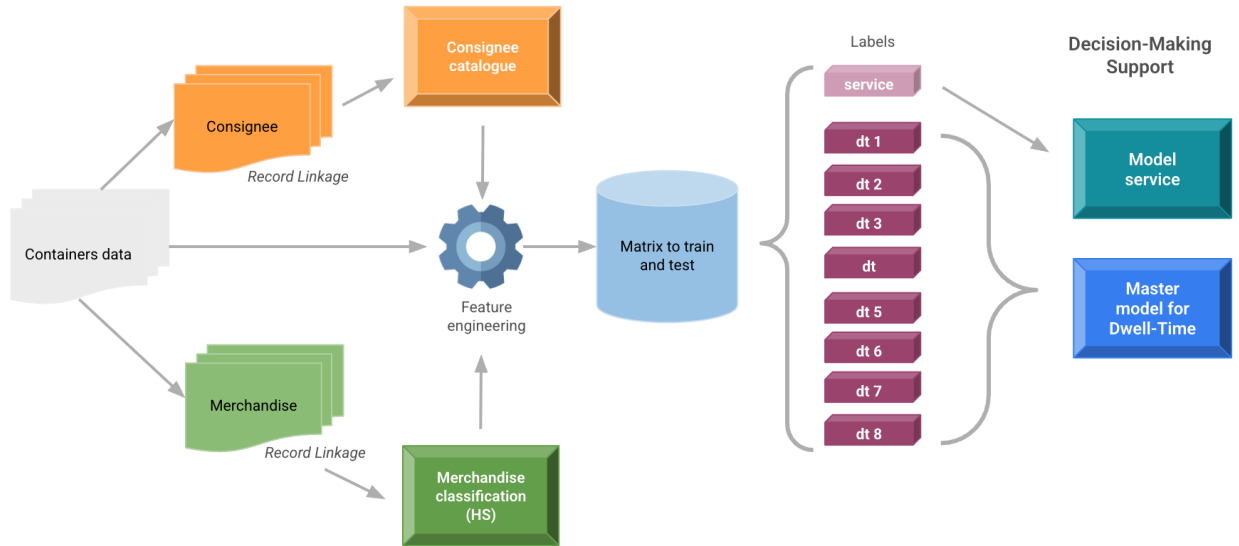 Consignee
catalogue
Consignee
Record Linkage
Containers data
Feature
engineering
Merchandise
Record Linkage
Merchandise
classification
(HS)
Matrix to train
and test
Labels
service
dt 1
dt 2
dt 3
dt
dt 5
dt 6
dt 7
dt 8
Decision-Making
Support
Model
service
Master
model for
Dwell-Time